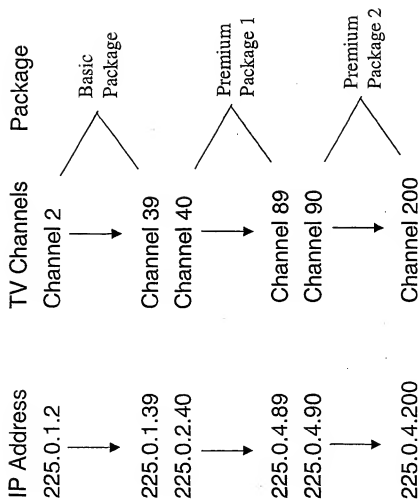 IP Address TV Channels Package
225.0.1.2 Channel 2
Basic
Package
225.0.1.39 Channel 39
225.0.2.40 Channel 40
Premium
Package 1
225.0.4.89 Channel 89
225.0.4.90 Channel 90
Premium
Package 2
225.0.4.200 Channel 200